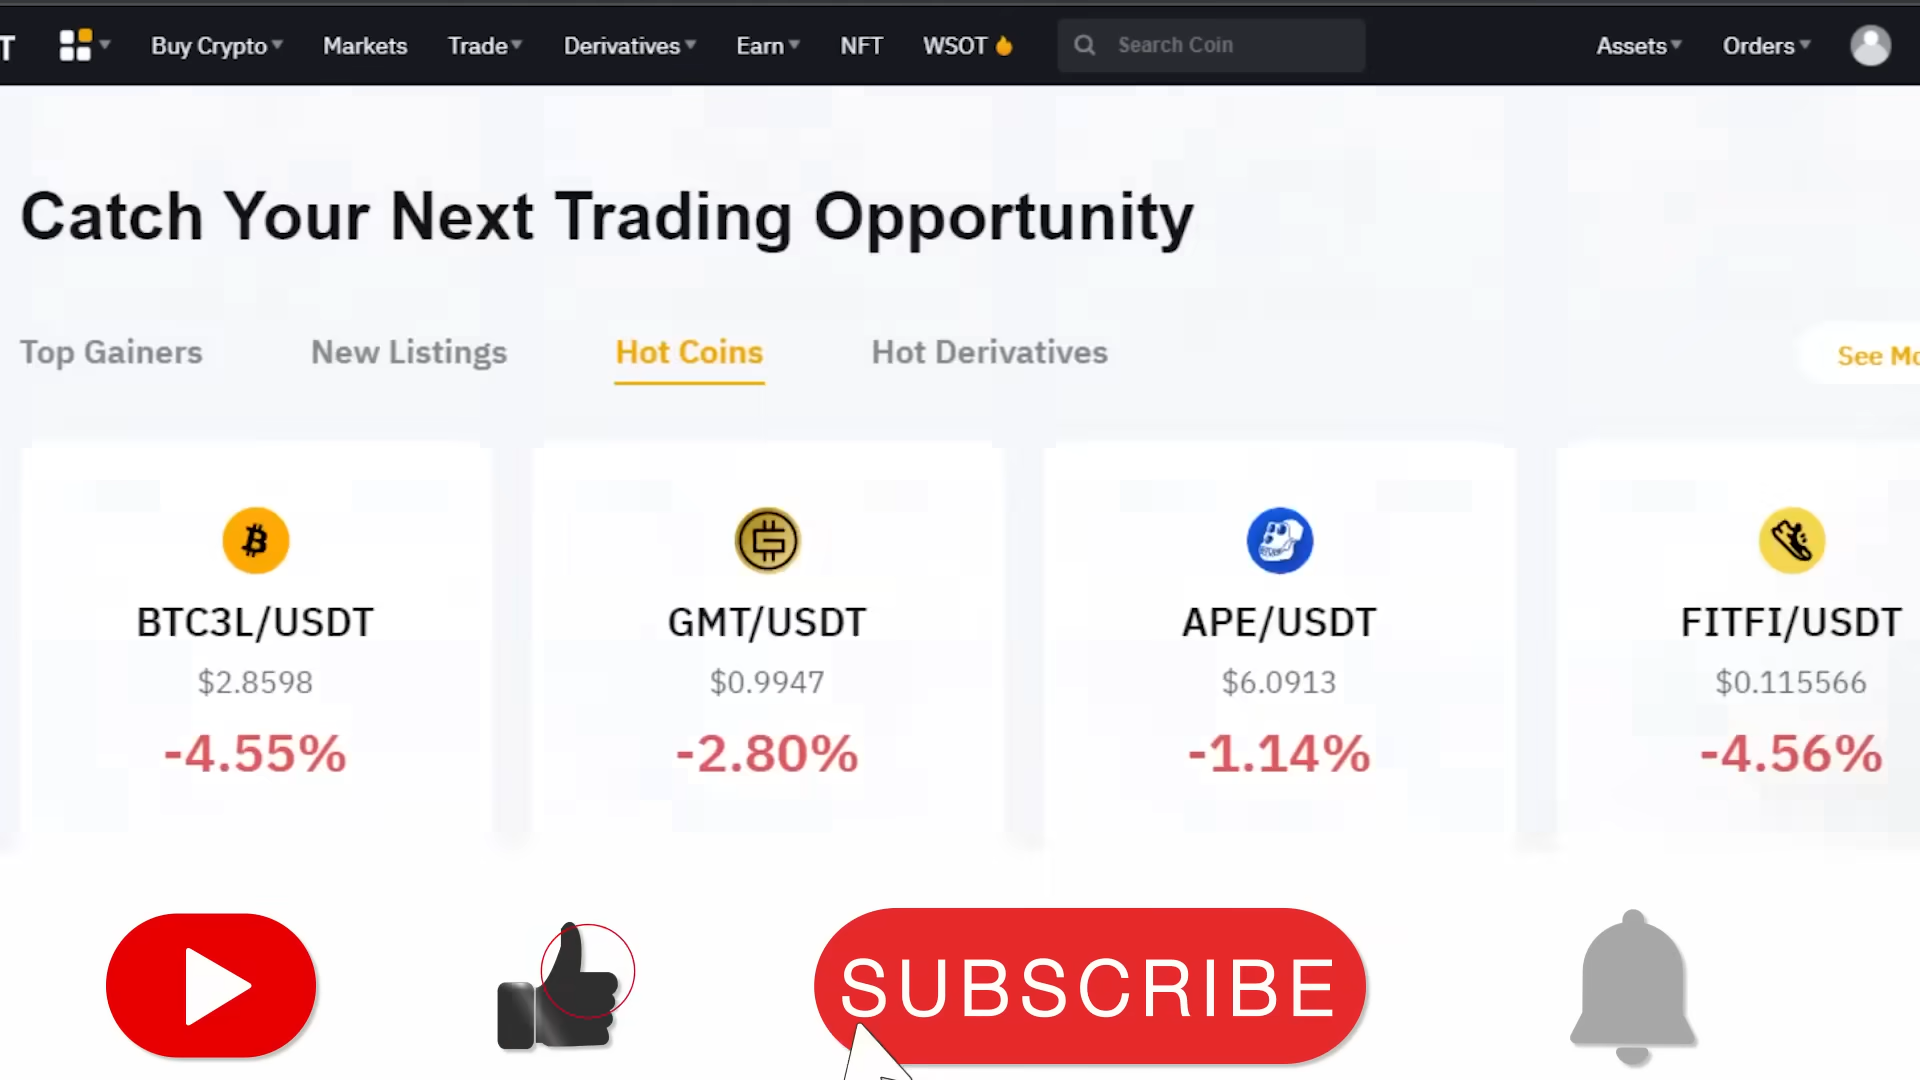 T Buy Crypto Markets Trade Derivatives Earn NFT WSOT Search Coin Assets Orders
Catch Your Next Trading Opportunity
Top Gainers New Listings Hot Coins Hot Derivatives See Mo
BTC3L/USDT GMT/USDT APE/USDT FITFI/USDT
$2.8598 $0.9947 $6.0913 $0.115566
-4.55% -2.80% -1.14% -4.56%
SUBSCRIBE